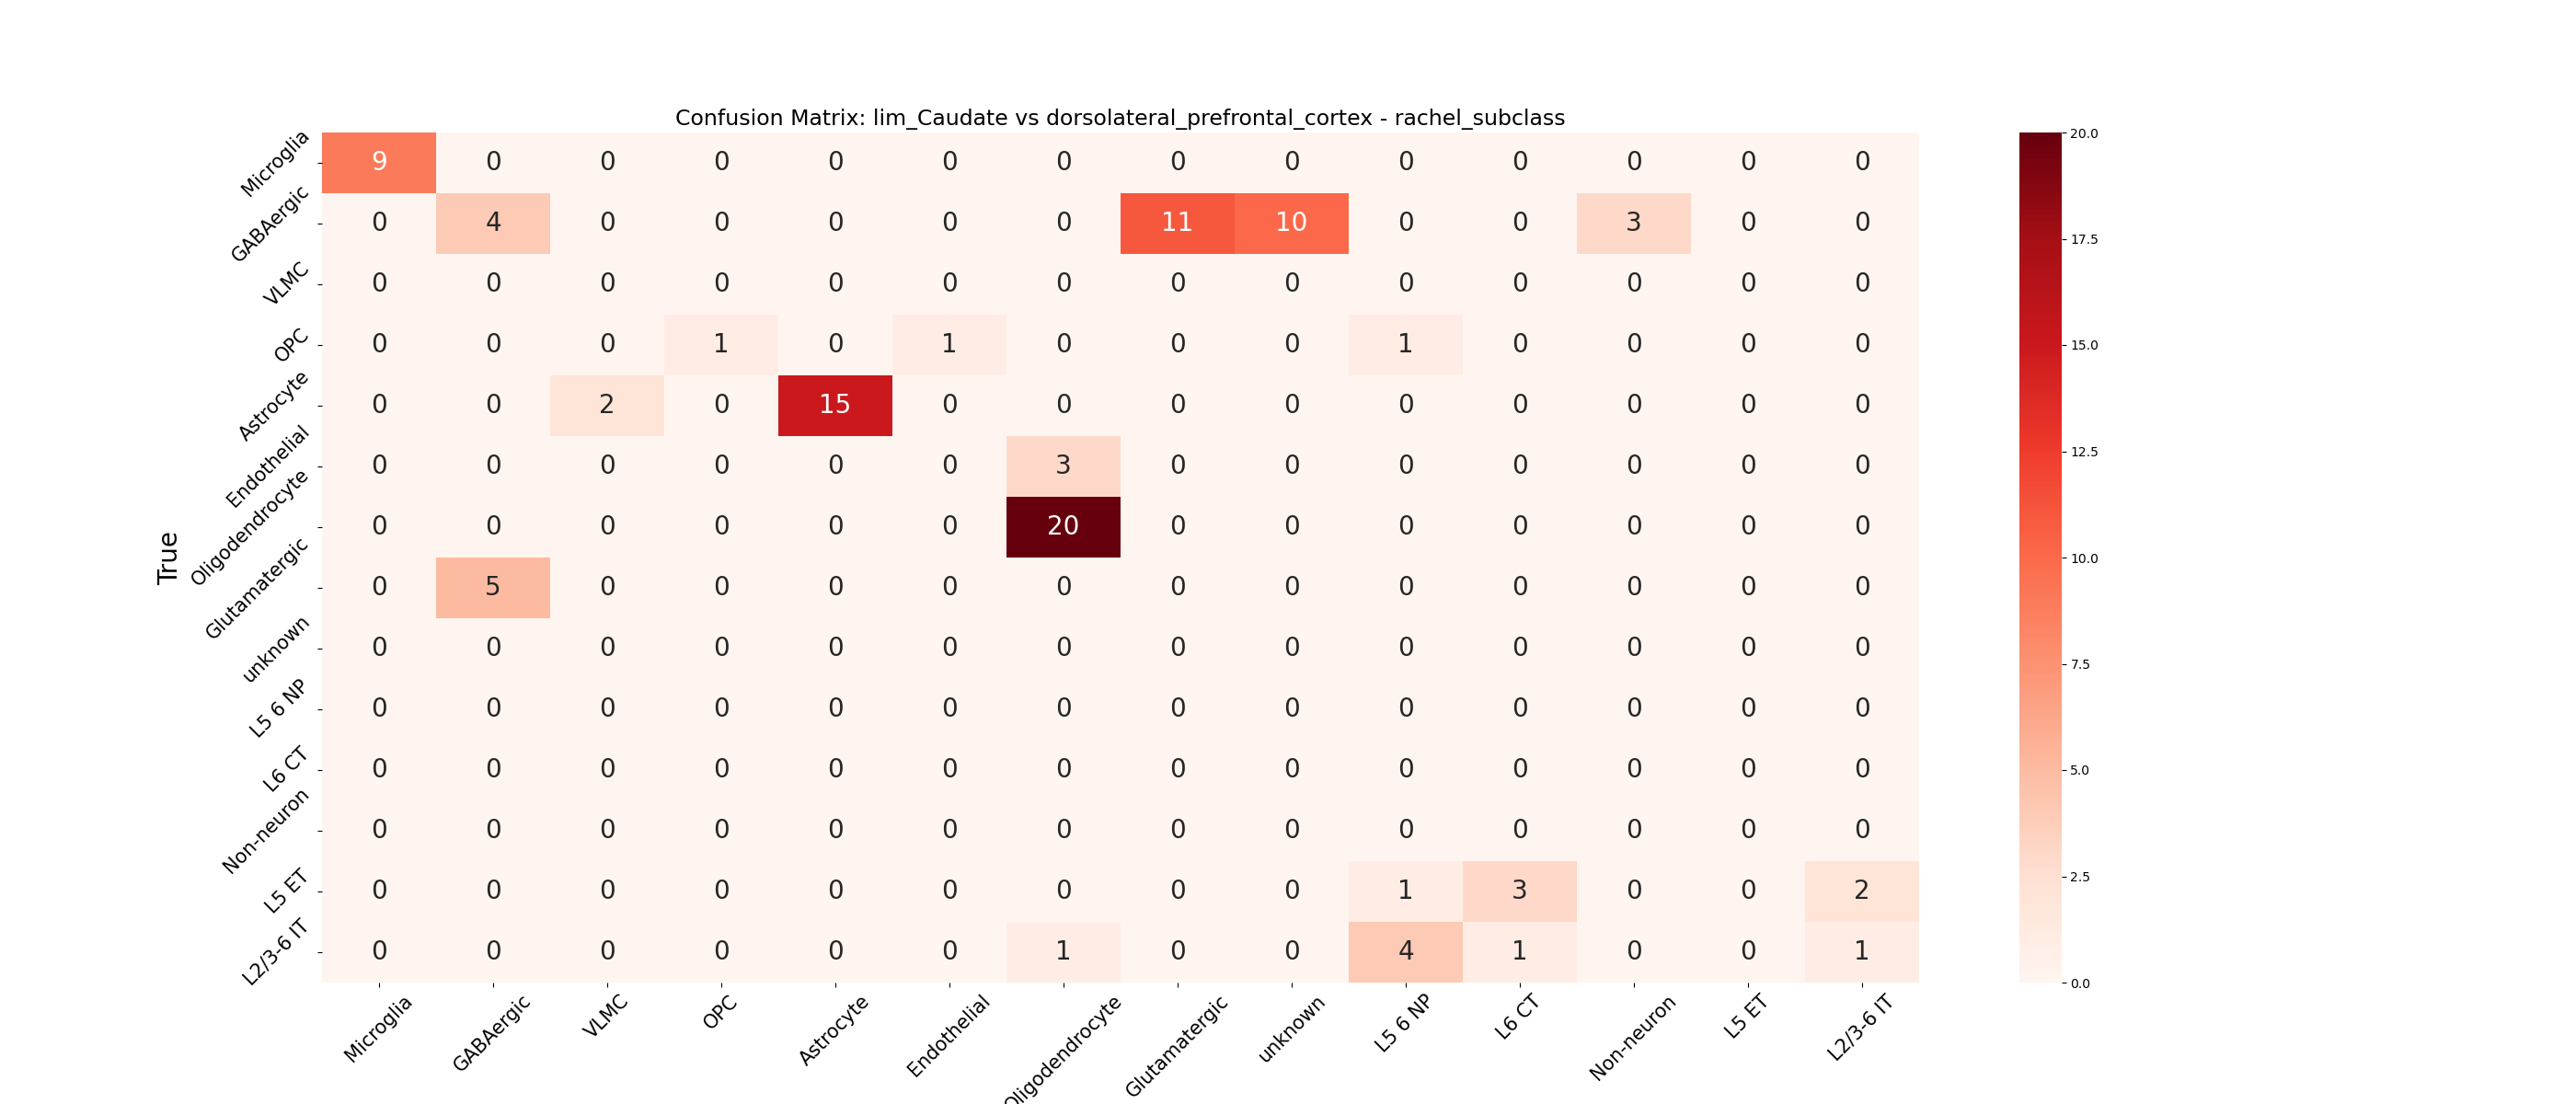 Confusion Matrix: lim_Caudate vs dorsolateral_prefrontal_cortex - rachel_subclass
True
Microglia 9 0 0 0 0 0 0 0 0 0 0 0 0 0
GABAergic 0 4 0 0 0 0 0 11 10 0 0 3 0 0
VLMC 0 0 0 0 0 0 0 0 0 0 0 0 0 0
OPC 0 0 0 1 0 1 0 0 0 1 0 0 0 0
Astrocyte 0 0 2 0 15 0 0 0 0 0 0 0 0 0
Endothelial 0 0 0 0 0 0 3 0 0 0 0 0 0 0
Oligodendrocyte 0 0 0 0 0 0 20 0 0 0 0 0 0 0
Glutamatergic 0 5 0 0 0 0 0 0 0 0 0 0 0 0
unknown 0 0 0 0 0 0 0 0 0 0 0 0 0 0
L5 6 NP 0 0 0 0 0 0 0 0 0 0 0 0 0 0
L6 CT 0 0 0 0 0 0 0 0 0 0 0 0 0 0
Non-neuron 0 0 0 0 0 0 0 0 0 0 0 0 0 0
L5 ET 0 0 0 0 0 0 0 0 0 1 3 0 0 2
L2/3-6 IT 0 0 0 0 0 0 1 0 0 4 1 0 0 1
Microglia GABAergic VLMC OPC Astrocyte Endothelial Oligodendrocyte Glutamatergic unknown L5 6 NP L6 CT Non-neuron L5 ET L2/3-6 IT
20.0
17.5
15.0
12.5
10.0
7.5
5.0
2.5
0.0